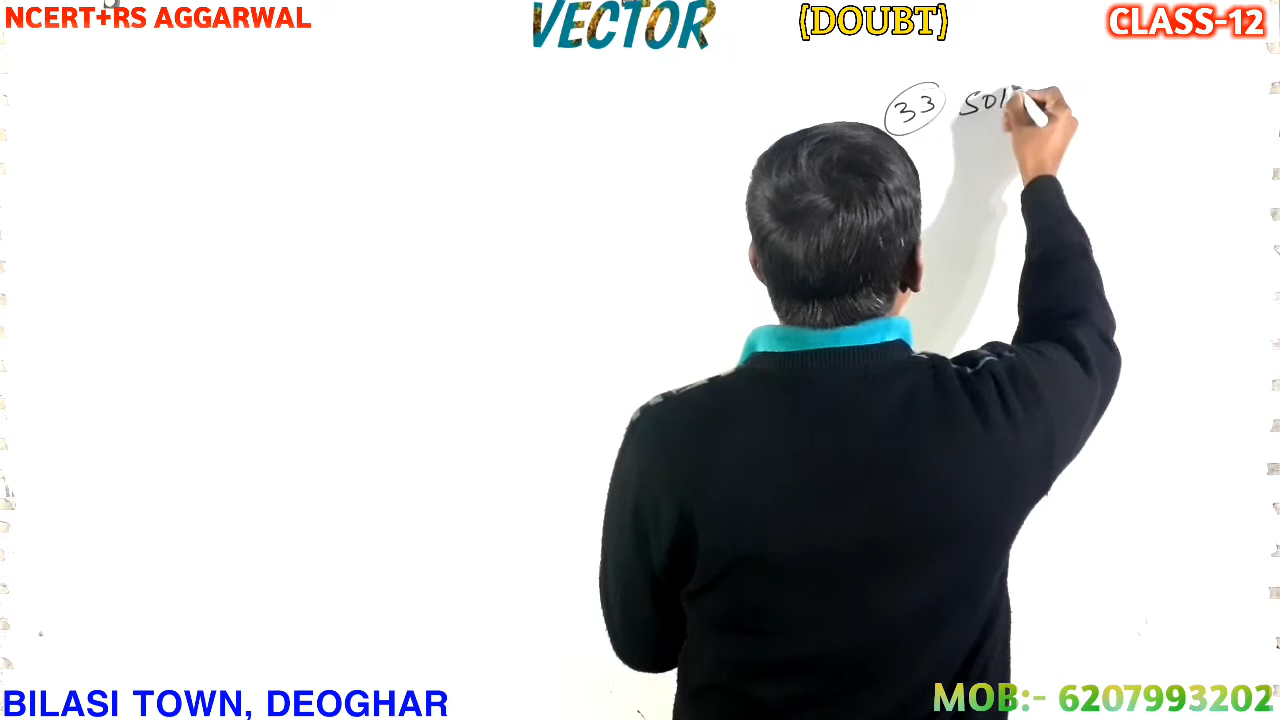 NCERT+RS AGGARWAL VECTOR (DOUBT) CLASS-12
33 Sol
BILASI TOWN, DEOGHAR MOB:- 6207993202